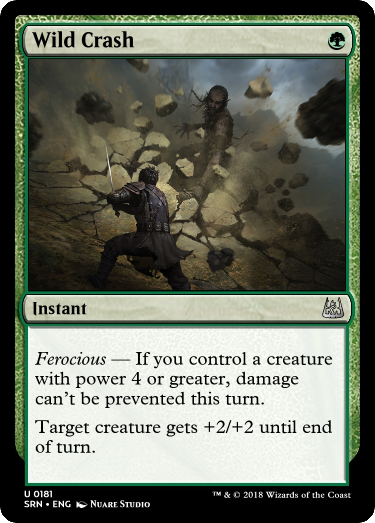 Wild Crash
Instant
Ferocious — If you control a creature
with power 4 or greater, damage
can't be prevented this turn.
Target creature gets +2/+2 until end
of turn.
U 0181
SRN • ENG Nuare Studio
™ & © 2018 Wizards of the Coast